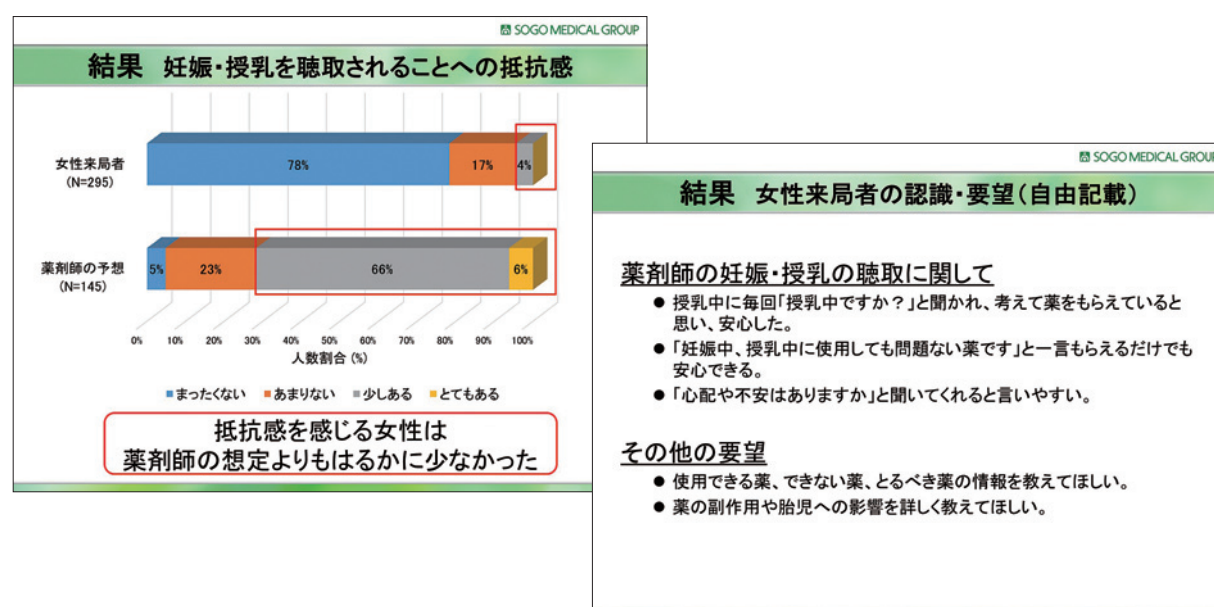 SOGO MEDICAL GROUP
結果 妊娠・授乳を聴取されることへの抵抗感
女性来局者
(N=295)
78%
17%
4%
薬剤師の予想
(N=145)
5%
23%
66%
6%
0%
10%
20%
30%
40%
50%
60%
70%
80%
90%
100%
人数割合 (%)
まったくない
あまりない
少しある
とてもある
抵抗感を感じる女性は
薬剤師の想定よりもはるかに少なかった
SOGO MEDICAL GROUP
結果 女性来局者の認識・要望(自由記載)
薬剤師の妊娠・授乳の聴取に関して
● 授乳中に毎回「授乳中ですか?」と聞かれ、考えて薬をもらえていると
思い、安心した。
● 「妊娠中、授乳中に使用しても問題ない薬です」と一言もらえるだけでも
安心できる。
● 「心配や不安はありますか」と聞いてくれると言いやすい。
その他の要望
● 使用できる薬、できない薬、とるべき薬の情報を教えてほしい。
● 薬の副作用や胎児への影響を詳しく教えてほしい。